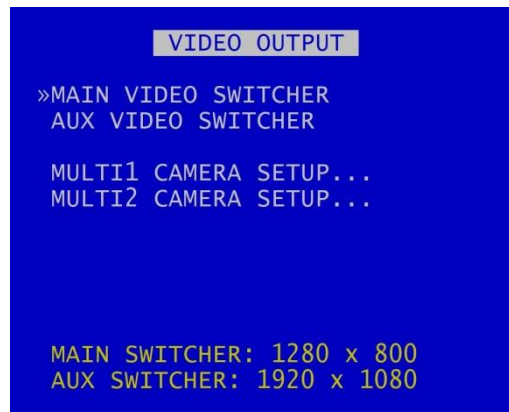 VIDEO OUTPUT
»MAIN VIDEO SWITCHER
AUX VIDEO SWITCHER
MULTI1 CAMERA SETUP...
MULTI2 CAMERA SETUP...
MAIN SWITCHER: 1280 x 800
AUX SWITCHER: 1920 x 1080